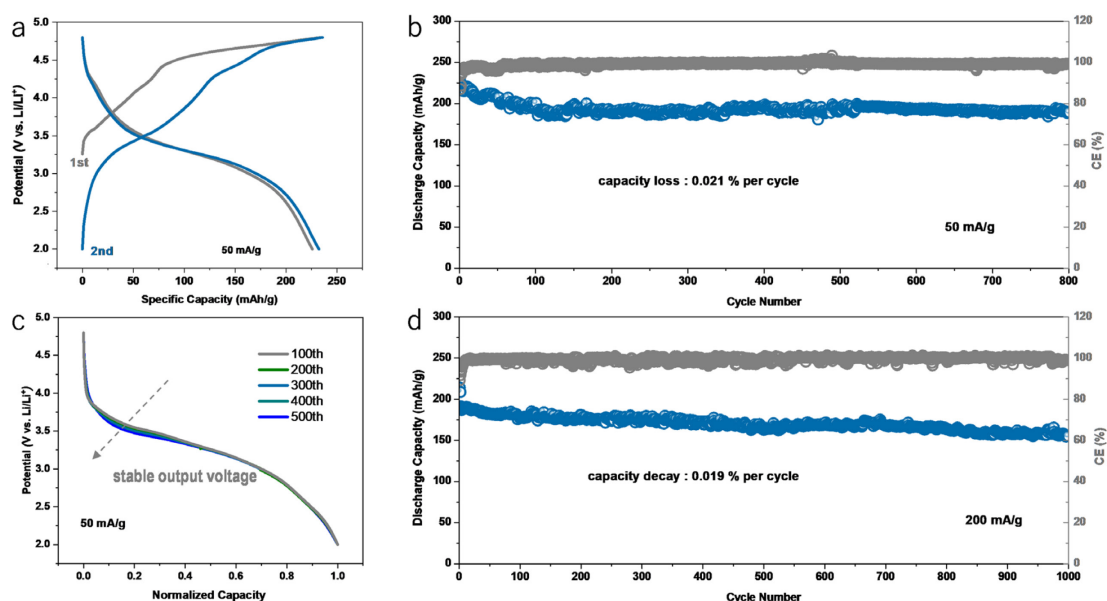 a
5.0
4.5
4.0
3.5
3.0
2.5
2.0
Potential (V vs. Li/Li⁺)
1st
2nd
50 mA/g
0 50 100 150 200 250
Specific Capacity (mAh/g)
b
300
250
200
150
100
50
0
Discharge Capacity (mAh/g)
capacity loss : 0.021 % per cycle
50 mA/g
120
100
80
60
40
20
0
CE (%)
0 100 200 300 400 500 600 700 800
Cycle Number
c
5.0
4.5
4.0
3.5
3.0
2.5
2.0
Potential (V vs. Li/Li⁺)
100th
200th
300th
400th
500th
stable output voltage
50 mA/g
0.0 0.2 0.4 0.6 0.8 1.0
Normalized Capacity
d
300
250
200
150
100
50
0
Discharge Capacity (mAh/g)
capacity decay : 0.019 % per cycle
200 mA/g
120
100
80
60
40
20
0
CE (%)
0 100 200 300 400 500 600 700 800 900 1000
Cycle Number